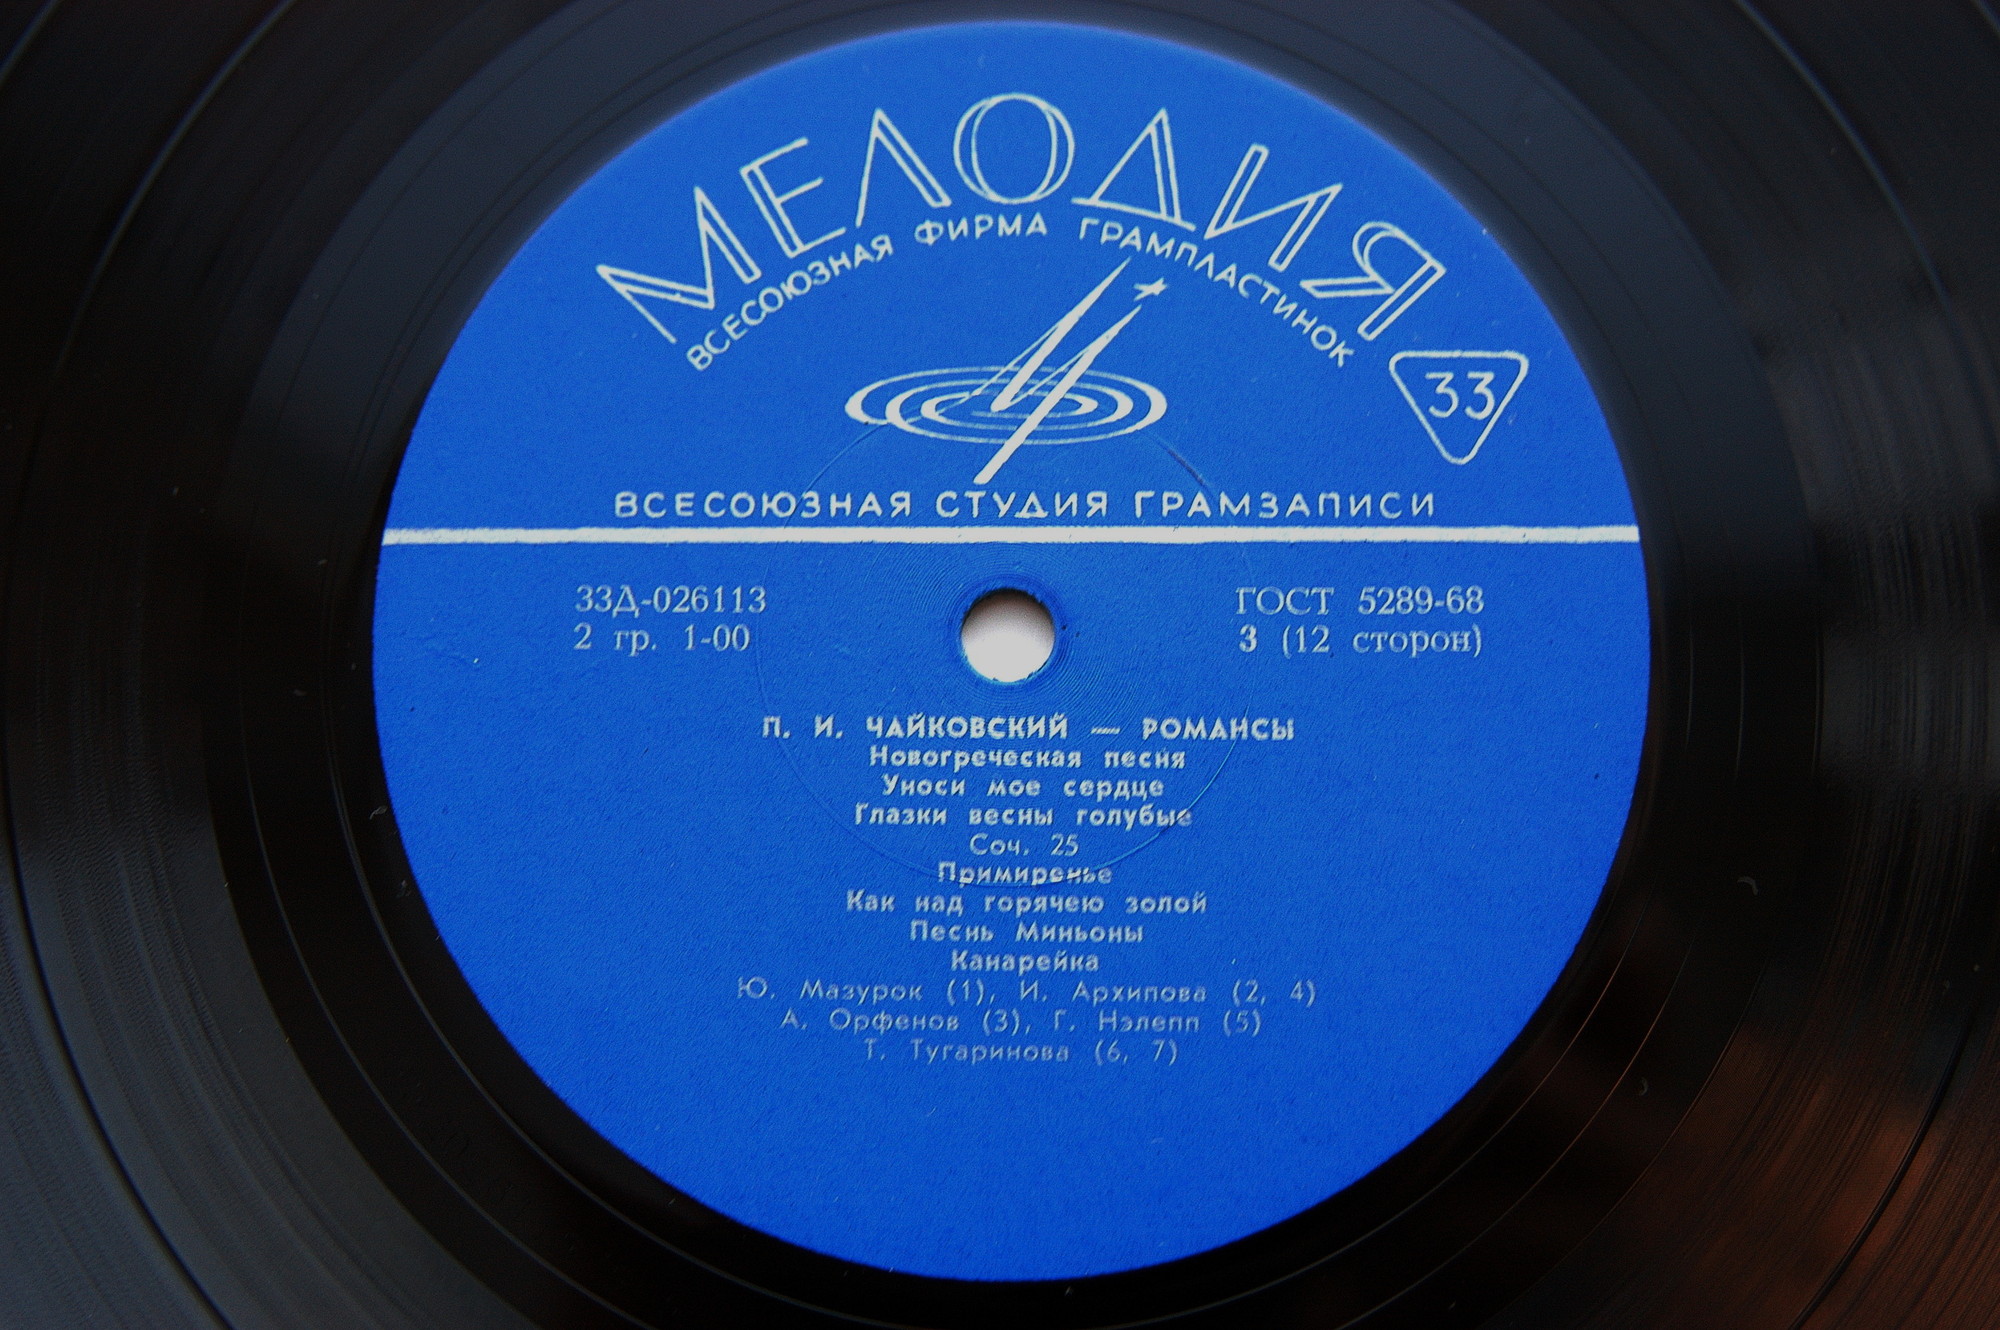 МЕЛОДИЯ
ВСЕСОЮЗНАЯ ФИРМА ГРАМПЛАСТИНОК
33
ВСЕСОЮЗНАЯ СТУДИЯ ГРАМЗАПИСИ
33Д-026113
2 гр. 1-00
ГОСТ 5289-68
3 (12 сторон)
П. И. ЧАЙКОВСКИЙ — РОМАНСЫ
Новогреческая песня
Уноси мое сердце
Глазки весны голубые
Соч. 25
Примиренье
Как над горячею золой
Песнь Миньоны
Канарейка
Ю. Мазурок (1), И. Архипова (2, 4)
А. Орфенов (3), Г. Нэлепп (5)
Т. Тугаринова (6, 7)